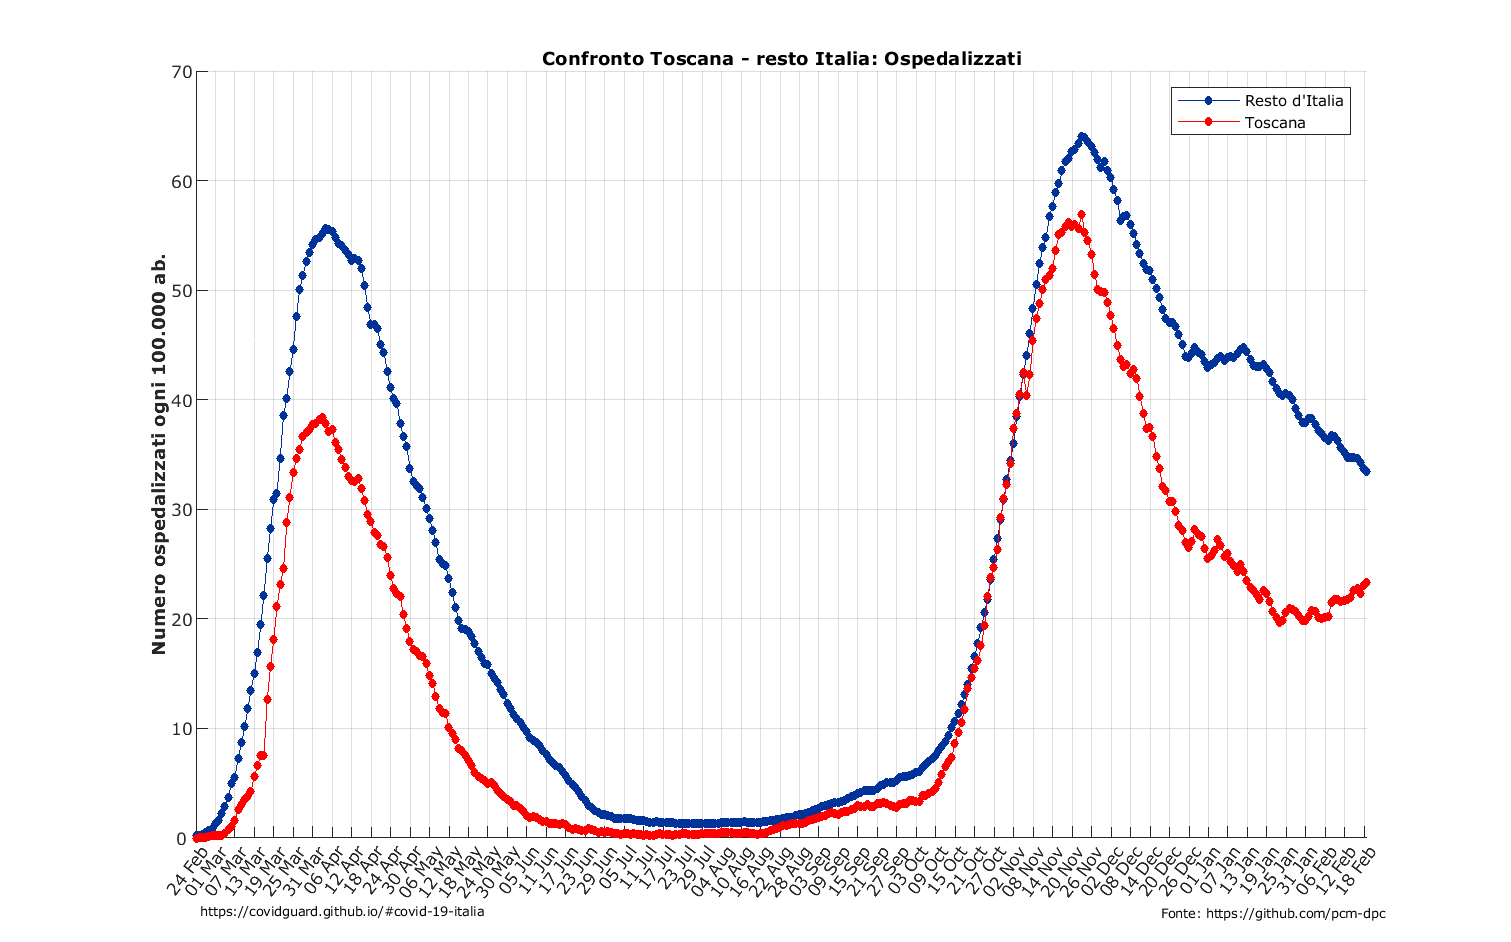 Confronto Toscana - resto Italia: Ospedalizzati
Numero ospedalizzati ogni 100.000 ab.
70
60
50
40
30
20
10
0
Resto d'Italia
Toscana
24 Feb
01 Mar
07 Mar
13 Mar
19 Mar
25 Mar
31 Mar
06 Apr
12 Apr
18 Apr
24 Apr
30 Apr
06 May
12 May
18 May
24 May
30 May
05 Jun
11 Jun
17 Jun
23 Jun
29 Jun
05 Jul
11 Jul
17 Jul
23 Jul
29 Jul
04 Aug
10 Aug
16 Aug
22 Aug
28 Aug
03 Sep
09 Sep
15 Sep
21 Sep
27 Sep
03 Oct
09 Oct
15 Oct
21 Oct
27 Oct
02 Nov
08 Nov
14 Nov
20 Nov
26 Nov
02 Dec
08 Dec
14 Dec
20 Dec
26 Dec
01 Jan
07 Jan
13 Jan
19 Jan
25 Jan
31 Jan
06 Feb
12 Feb
18 Feb
https://covidguard.github.io/#covid-19-italia
Fonte: https://github.com/pcm-dpc